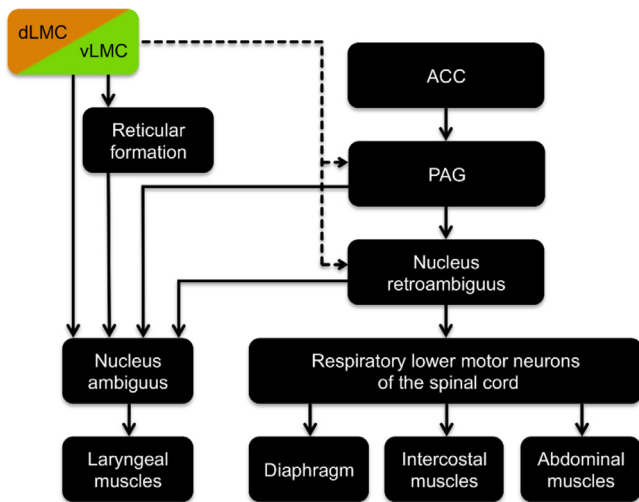 dLMC
vLMC
ACC
Reticular
formation
PAG
Nucleus
retroambiguus
Nucleus
ambiguus
Respiratory lower motor neurons
of the spinal cord
Laryngeal
muscles
Diaphragm
Intercostal
muscles
Abdominal
muscles